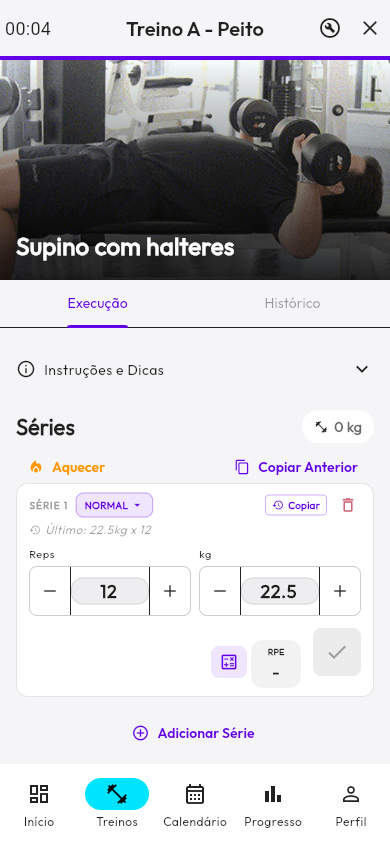 00:04
Treino A - Peito
Supino com halteres
Execução
Histórico
Instruções e Dicas
Séries
0 kg
Aquecer
Copiar Anterior
SÉRIE 1
NORMAL
Copiar
Último: 22.5kg x 12
Reps
kg
12
22.5
RPE
-
Adicionar Série
Início
Treinos
Calendário
Progresso
Perfil